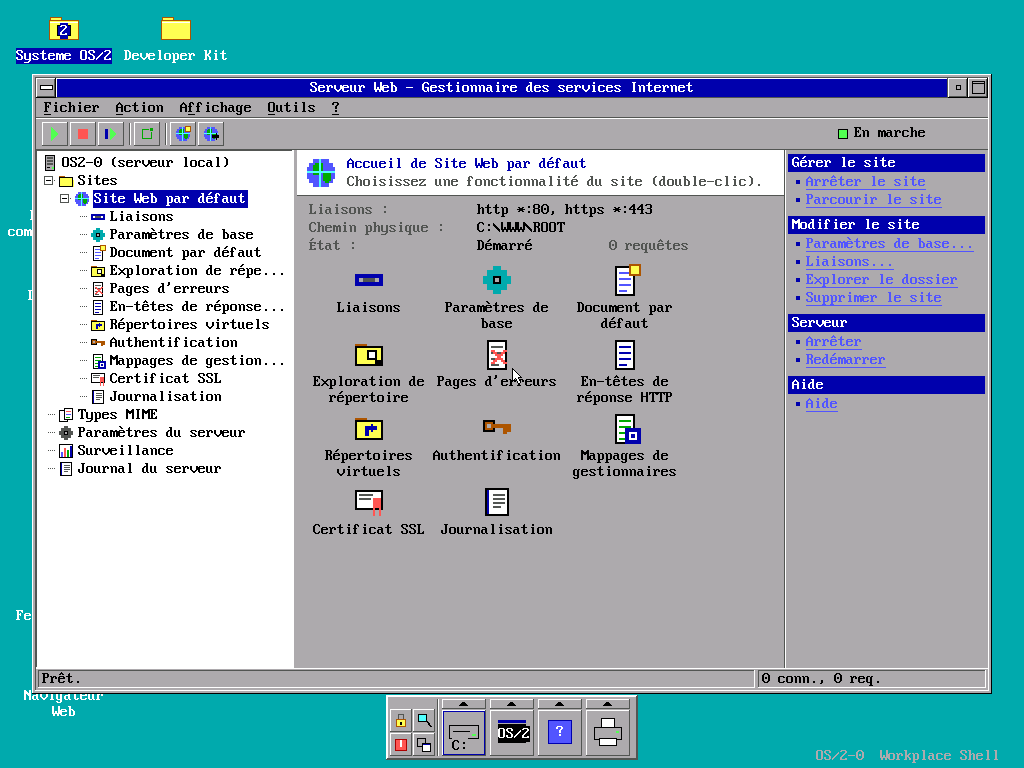 Systeme OS/2
Developer Kit
Serveur Web - Gestionnaire des services Internet
Fichier Action Affichage Outils ?
En marche
OS2-0 (serveur local)
Sites
Site Web par défaut
Liaisons
Paramètres de base
Document par défaut
Exploration de répe...
Pages d'erreurs
En-têtes de réponse...
Répertoires virtuels
Authentification
Mappages de gestion...
Certificat SSL
Journalisation
Types MIME
Paramètres du serveur
Surveillance
Journal du serveur
Accueil de Site Web par défaut
Choisissez une fonctionnalité du site (double-clic).
Liaisons : http *:80, https *:443
Chemin physique : C:\WWW\ROOT
État : Démarré 0 requêtes
Liaisons
Paramètres de
base
Document par
défaut
Exploration de
répertoire
Pages d'erreurs
En-têtes de
réponse HTTP
Répertoires
virtuels
Authentification
Mappages de
gestionnaires
Certificat SSL
Journalisation
Gérer le site
Arrêter le site
Parcourir le site
Modifier le site
Paramètres de base...
Liaisons...
Explorer le dossier
Supprimer le site
Serveur
Arrêter
Redémarrer
Aide
Aide
Prêt.
0 conn., 0 req.
com
Fe
Navigateur
Web
C:
OS/2
?
OS/2-0 Workplace Shell